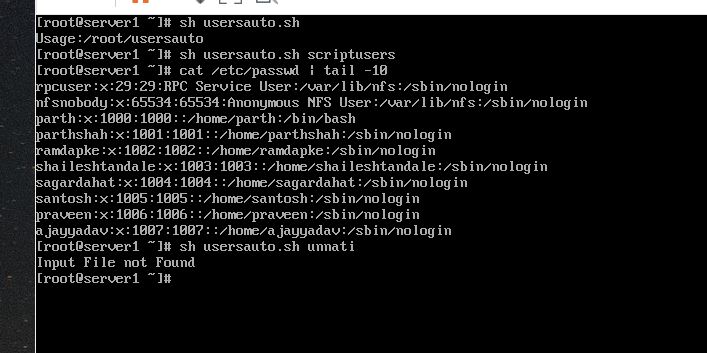 [root@server1 ~]# sh usersauto.sh
Usage:/root/usersauto
[root@server1 ~]# sh usersauto.sh scriptusers
[root@server1 ~]# cat /etc/passwd | tail -10
rpcuser:x:29:29:RPC Service User:/var/lib/nfs:/sbin/nologin
nfsnobody:x:65534:65534:Anonymous NFS User:/var/lib/nfs:/sbin/nologin
parth:x:1000:1000::/home/parth:/bin/bash
parthshah:x:1001:1001::/home/parthshah:/sbin/nologin
ramdapke:x:1002:1002::/home/ramdapke:/sbin/nologin
shaileshtandale:x:1003:1003::/home/shaileshtandale:/sbin/nologin
sagardahat:x:1004:1004::/home/sagardahat:/sbin/nologin
santosh:x:1005:1005::/home/santosh:/sbin/nologin
praveen:x:1006:1006::/home/praveen:/sbin/nologin
ajayyadav:x:1007:1007::/home/ajayyadav:/sbin/nologin
[root@server1 ~]# sh usersauto.sh unnati
Input File not Found
[root@server1 ~]#